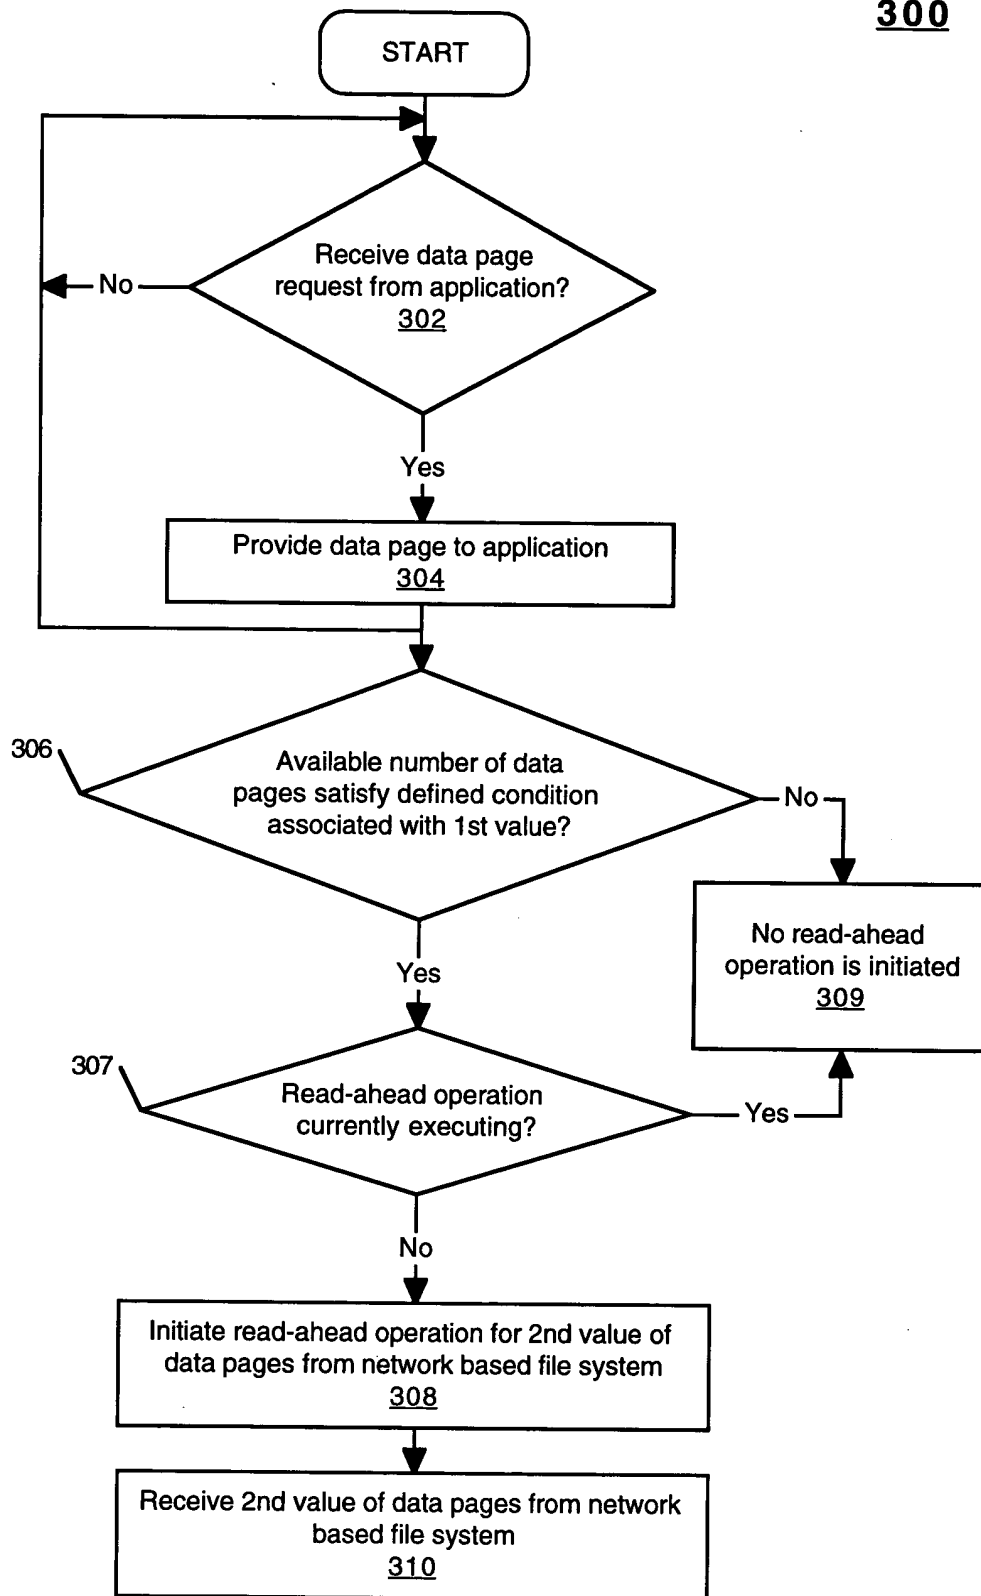 300
START
Receive data page
request from application?
302
No
Yes
Provide data page to application
304
306
Available number of data
pages satisfy defined condition
associated with 1st value?
No
Yes
No read-ahead
operation is initiated
309
307
Read-ahead operation
currently executing?
Yes
No
Initiate read-ahead operation for 2nd value of
data pages from network based file system
308
Receive 2nd value of data pages from network
based file system
310